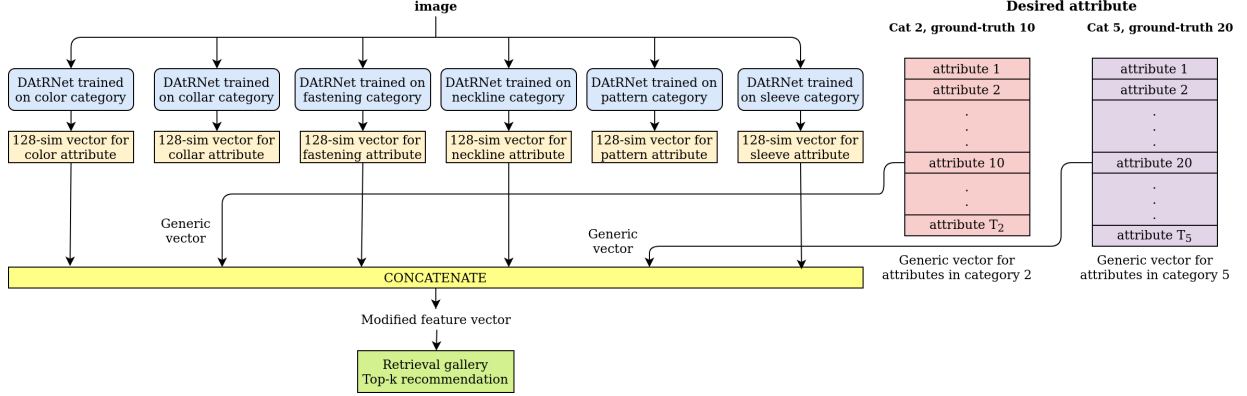 image
Desired attribute
Cat 2, ground-truth 10
Cat 5, ground-truth 20
DAtRNet trained
on color category
DAtRNet trained
on collar category
DAtRNet trained on
fastening category
DAtRNet trained on
neckline category
DAtRNet trained on
pattern category
DAtRNet trained
on sleeve category
128-sim vector for
color attribute
128-sim vector for
collar attribute
128-sim vector for
fastening attribute
128-sim vector for
neckline attribute
128-sim vector for
pattern attribute
128-sim vector for
sleeve attribute
attribute 1
attribute 2
.
.
attribute 10
.
.
attribute T2
attribute 1
attribute 2
.
.
attribute 20
.
.
.
attribute T5
Generic
vector
Generic
vector
Generic vector for
attributes in category 2
Generic vector for
attributes in category 5
CONCATENATE
Modified feature vector
Retrieval gallery
Top-k recommendation